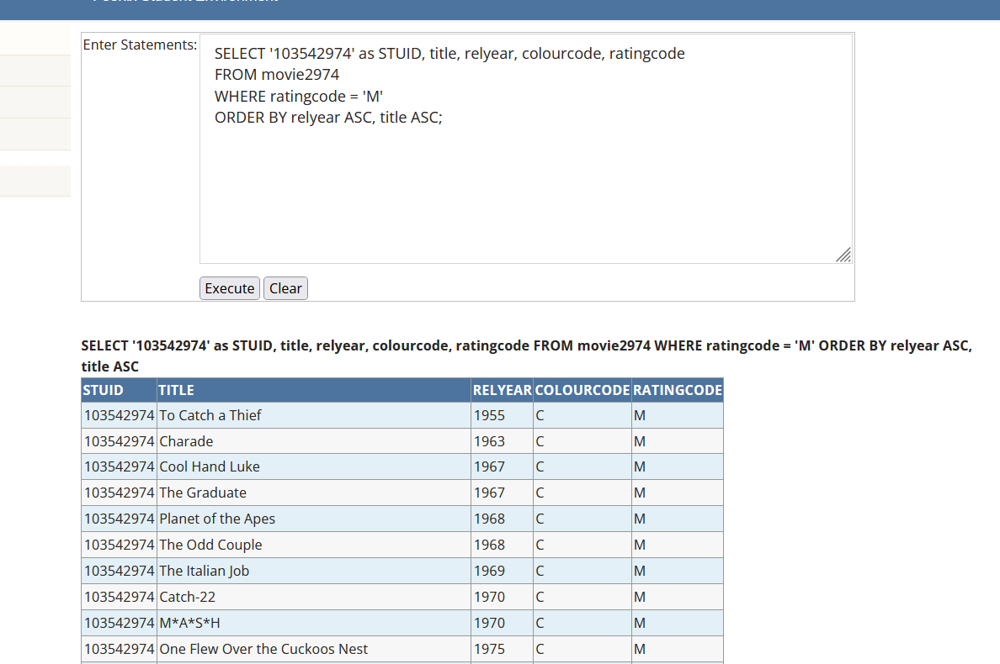 Enter Statements:
SELECT '103542974' as STUID, title, relyear, colourcode, ratingcode
FROM movie2974
WHERE ratingcode = 'M'
ORDER BY relyear ASC, title ASC;
Execute Clear
SELECT '103542974' as STUID, title, relyear, colourcode, ratingcode FROM movie2974 WHERE ratingcode = 'M' ORDER BY relyear ASC,
title ASC
STUID TITLE RELYEAR COLOURCODE RATINGCODE
103542974 To Catch a Thief 1955 C M
103542974 Charade 1963 C M
103542974 Cool Hand Luke 1967 C M
103542974 The Graduate 1967 C M
103542974 Planet of the Apes 1968 C M
103542974 The Odd Couple 1968 C M
103542974 The Italian Job 1969 C M
103542974 Catch-22 1970 C M
103542974 M*A*S*H 1970 C M
103542974 One Flew Over the Cuckoos Nest 1975 C M